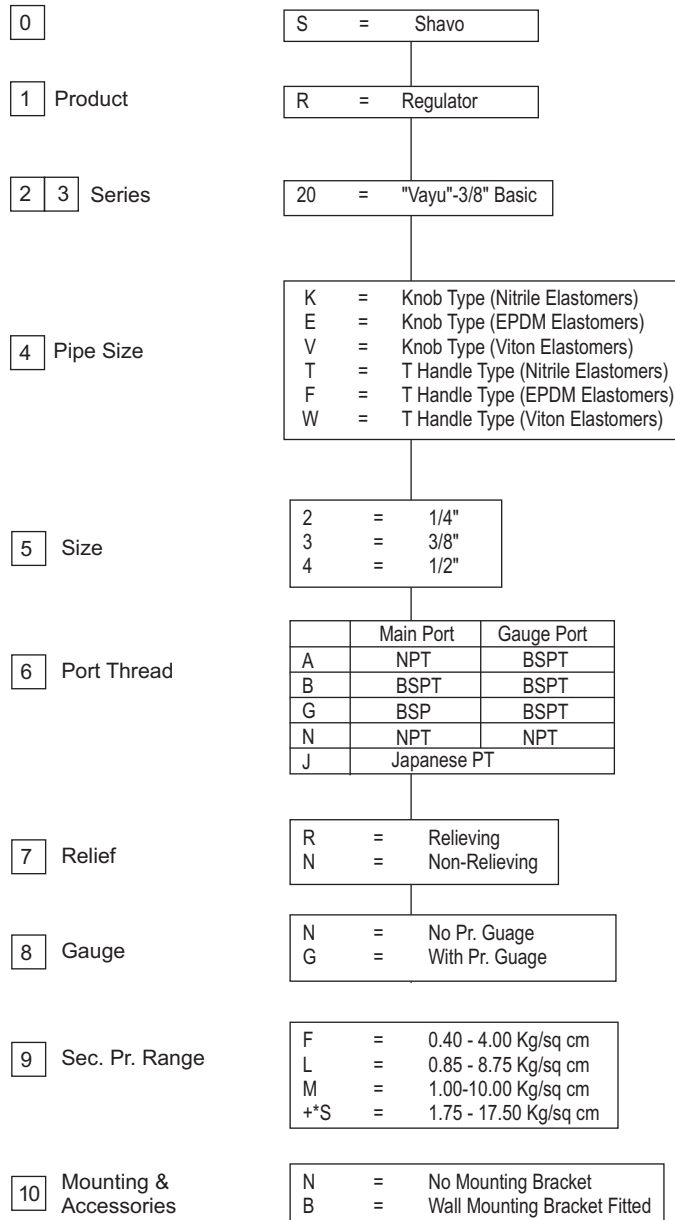 0 S = Shavo
1 Product R = Regulator
2 3 Series 20 = "Vayu"-3/8" Basic
K = Knob Type (Nitrile Elastomers)
E = Knob Type (EPDM Elastomers)
4 Pipe Size V = Knob Type (Viton Elastomers)
T = T Handle Type (Nitrile Elastomers)
F = T Handle Type (EPDM Elastomers)
W = T Handle Type (Viton Elastomers)
2 = 1/4"
5 Size 3 = 3/8"
4 = 1/2"
Main Port Gauge Port
A NPT BSPT
6 Port Thread B BSPT BSPT
G BSP BSPT
N NPT NPT
J Japanese PT
R = Relieving
7 Relief N = Non-Relieving
N = No Pr. Guage
8 Gauge G = With Pr. Guage
F = 0.40 - 4.00 Kg/sq cm
9 Sec. Pr. Range L = 0.85 - 8.75 Kg/sq cm
M = 1.00-10.00 Kg/sq cm
+*S = 1.75 - 17.50 Kg/sq cm
10 Mounting & N = No Mounting Bracket
Accessories B = Wall Mounting Bracket Fitted